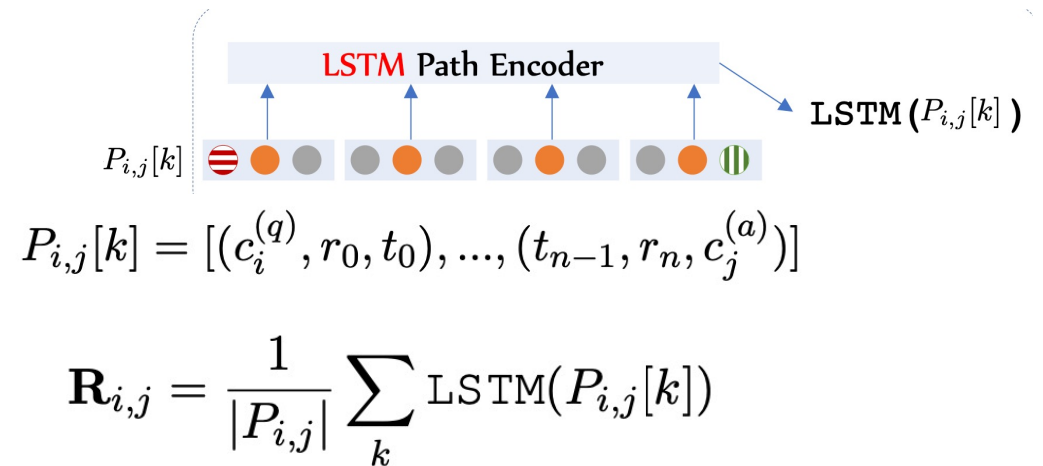 LSTM Path Encoder
LSTM(P_{i,j}[k])
P_{i,j}[k]
P_{i,j}[k] = [(c_i^{(q)}, r_0, t_0), ..., (t_{n-1}, r_n, c_j^{(a)})]
R_{i,j} = \frac{1}{|P_{i,j}|} \sum_k LSTM(P_{i,j}[k])